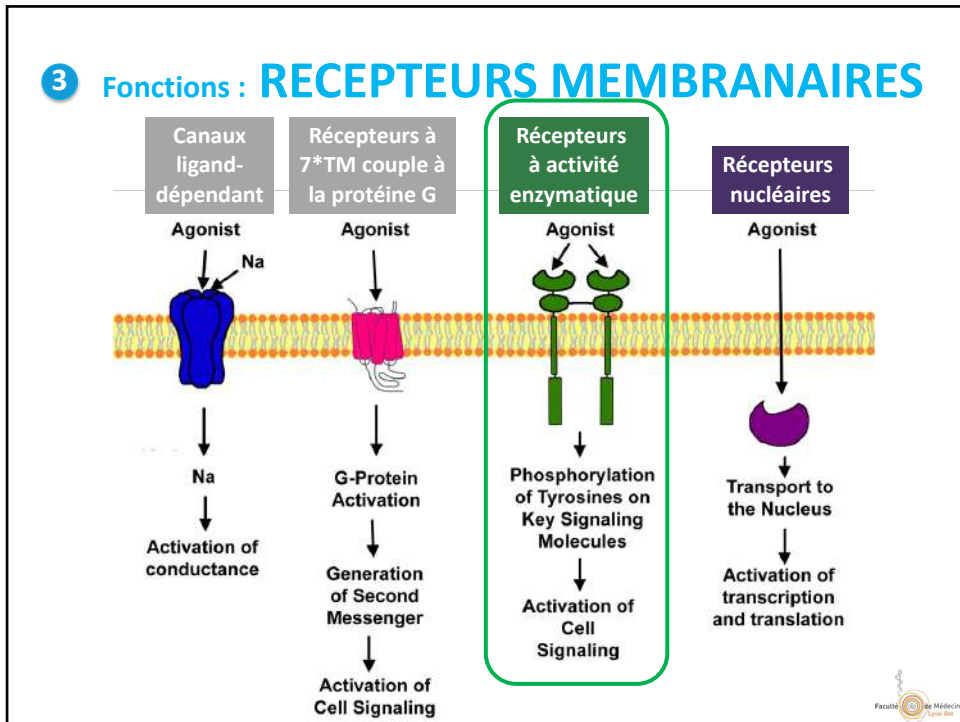 3 Fonctions : RECEPTEURS MEMBRANAIRES
Canaux
ligand-
dépendant
Agonist
Na
Na
Activation of
conductance
Récepteurs à
7*TM couple à
la protéine G
Agonist
G-Protein
Activation
Generation
of Second
Messenger
Activation of
Cell Signaling
Récepteurs
à activité
enzymatique
Agonist
Phosphorylation
of Tyrosines on
Key Signaling
Molecules
Activation of
Cell
Signaling
Récepteurs
nucléaires
Agonist
Transport to
the Nucleus
Activation of
transcription
and translation
Faculté de Médecin
Lyon Est